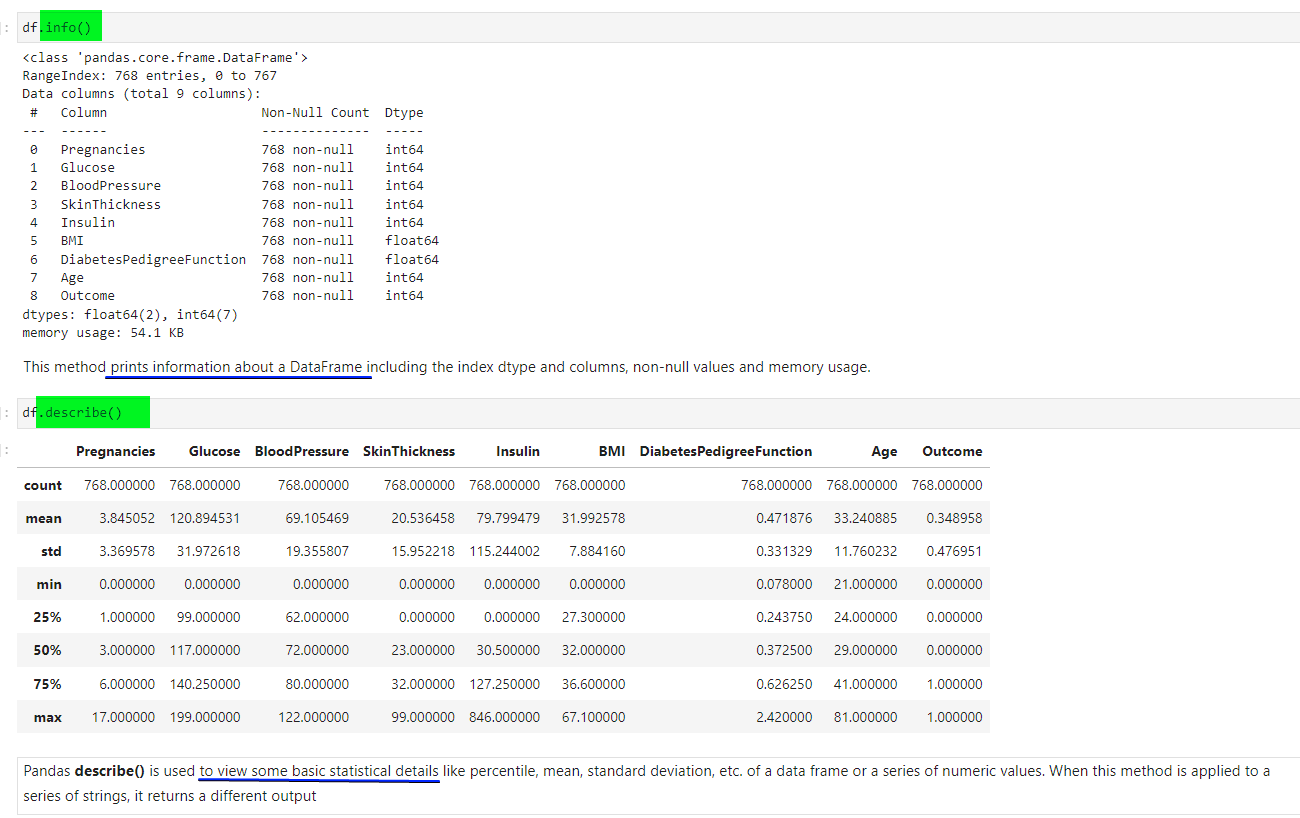 ]: df.info()
<class 'pandas.core.frame.DataFrame'>
RangeIndex: 768 entries, 0 to 767
Data columns (total 9 columns):
# Column Non-Null Count Dtype
--- ------ -------------- -----
0 Pregnancies 768 non-null int64
1 Glucose 768 non-null int64
2 BloodPressure 768 non-null int64
3 SkinThickness 768 non-null int64
4 Insulin 768 non-null int64
5 BMI 768 non-null float64
6 DiabetesPedigreeFunction 768 non-null float64
7 Age 768 non-null int64
8 Outcome 768 non-null int64
dtypes: float64(2), int64(7)
memory usage: 54.1 KB
This method prints information about a DataFrame including the index dtype and columns, non-null values and memory usage.
]: df.describe()
]: Pregnancies Glucose BloodPressure SkinThickness Insulin BMI DiabetesPedigreeFunction Age Outcome
count 768.000000 768.000000 768.000000 768.000000 768.000000 768.000000 768.000000 768.000000 768.000000
mean 3.845052 120.894531 69.105469 20.536458 79.799479 31.992578 0.471876 33.240885 0.348958
std 3.369578 31.972618 19.355807 15.952218 115.244002 7.884160 0.331329 11.760232 0.476951
min 0.000000 0.000000 0.000000 0.000000 0.000000 0.000000 0.078000 21.000000 0.000000
25% 1.000000 99.000000 62.000000 0.000000 0.000000 27.300000 0.243750 24.000000 0.000000
50% 3.000000 117.000000 72.000000 23.000000 30.500000 32.000000 0.372500 29.000000 0.000000
75% 6.000000 140.250000 80.000000 32.000000 127.250000 36.600000 0.626250 41.000000 1.000000
max 17.000000 199.000000 122.000000 99.000000 846.000000 67.100000 2.420000 81.000000 1.000000
Pandas describe() is used to view some basic statistical details like percentile, mean, standard deviation, etc. of a data frame or a series of numeric values. When this method is applied to a
series of strings, it returns a different output